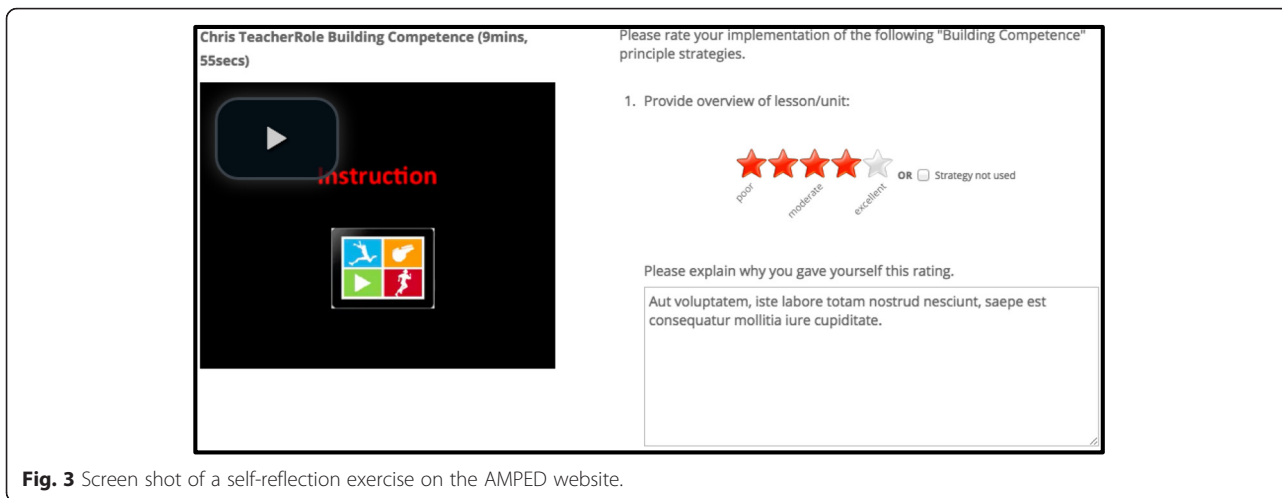 Chris TeacherRole Building Competence (9mins,
55secs)
Instruction
Please rate your implementation of the following "Building Competence"
principle strategies.
1. Provide overview of lesson/unit:
poor
moderate
excellent
OR
Strategy not used
Please explain why you gave yourself this rating.
Aut voluptatem, iste labore totam nostrud nesciunt, saepe est
consequatur mollitia iure cupiditate.
Fig. 3 Screen shot of a self-reflection exercise on the AMPED website.